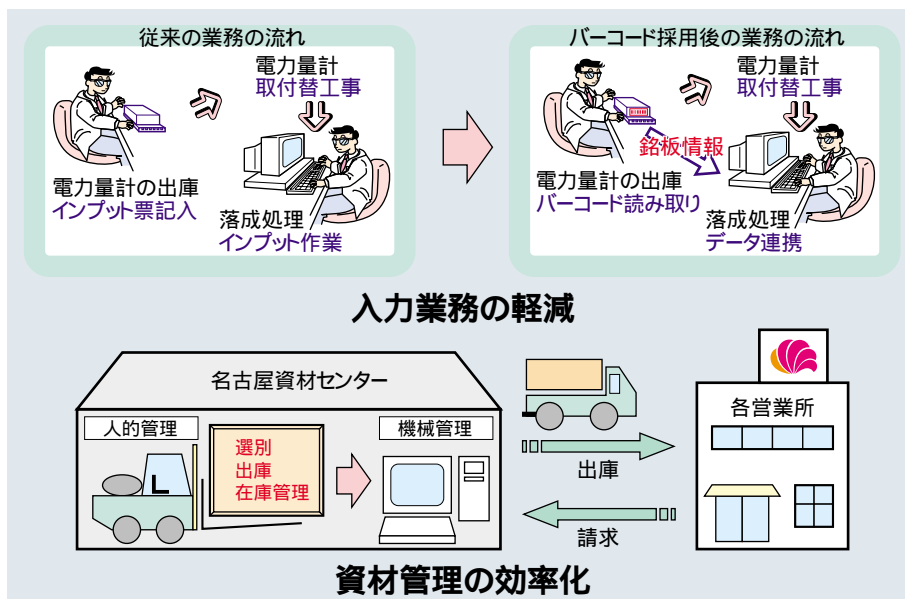 従来の業務の流れ
電力量計
取付替工事
電力量計の出庫
インプット票記入
落成処理
インプット作業
バーコード採用後の業務の流れ
電力量計
取付替工事
銘板情報
電力量計の出庫
バーコード読み取り
落成処理
データ連携
入力業務の軽減
名古屋資材センター
人的管理
選別
出庫
在庫管理
機械管理
出庫
請求
各営業所
資材管理の効率化